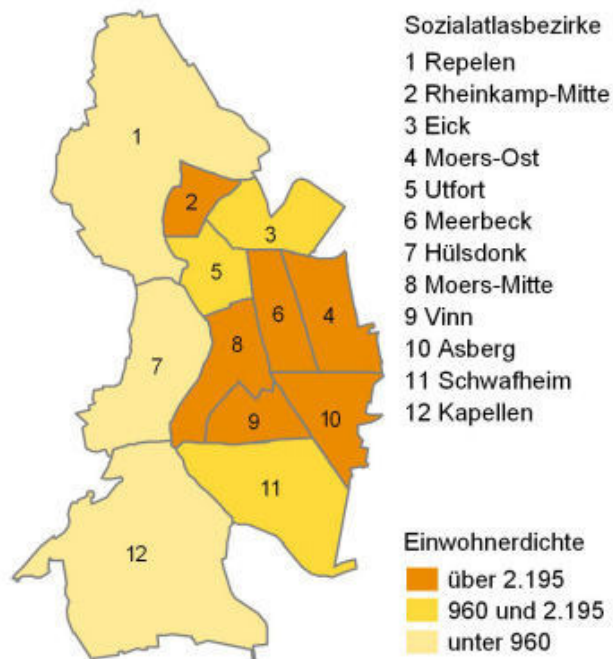 Sozialatlasbezirke
1 Repelen
2 Rheinkamp-Mitte
3 Eick
4 Moers-Ost
5 Utfort
6 Meerbeck
7 Hülsdonk
8 Moers-Mitte
9 Vinn
10 Asberg
11 Schwafheim
12 Kapellen
1
2
3
5
6
4
8
7
9
10
11
12
Einwohnerdichte
über 2.195
960 und 2.195
unter 960